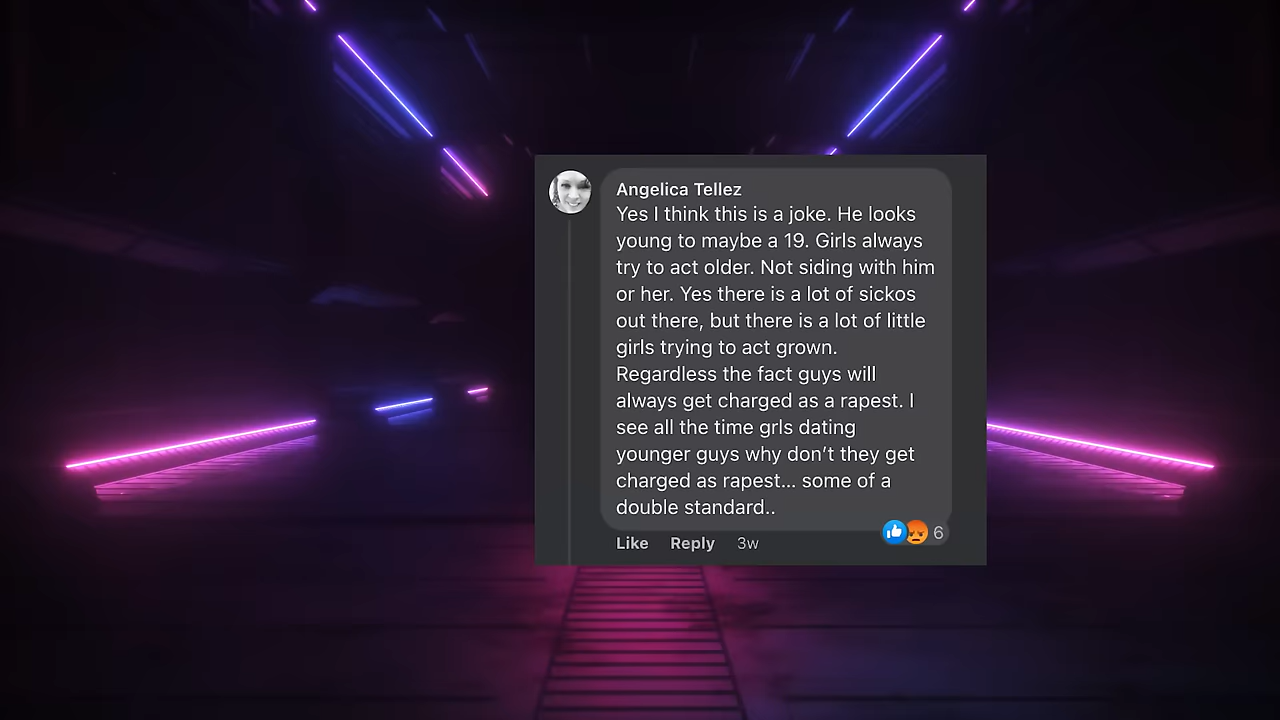 Angelica Tellez
Yes I think this is a joke. He looks
young to maybe a 19. Girls always
try to act older. Not siding with him
or her. Yes there is a lot of sickos
out there, but there is a lot of little
girls trying to act grown.
Regardless the fact guys will
always get charged as a rapest. I
see all the time grls dating
younger guys why don’t they get
charged as rapest... some of a
double standard..
Like Reply 3w 6